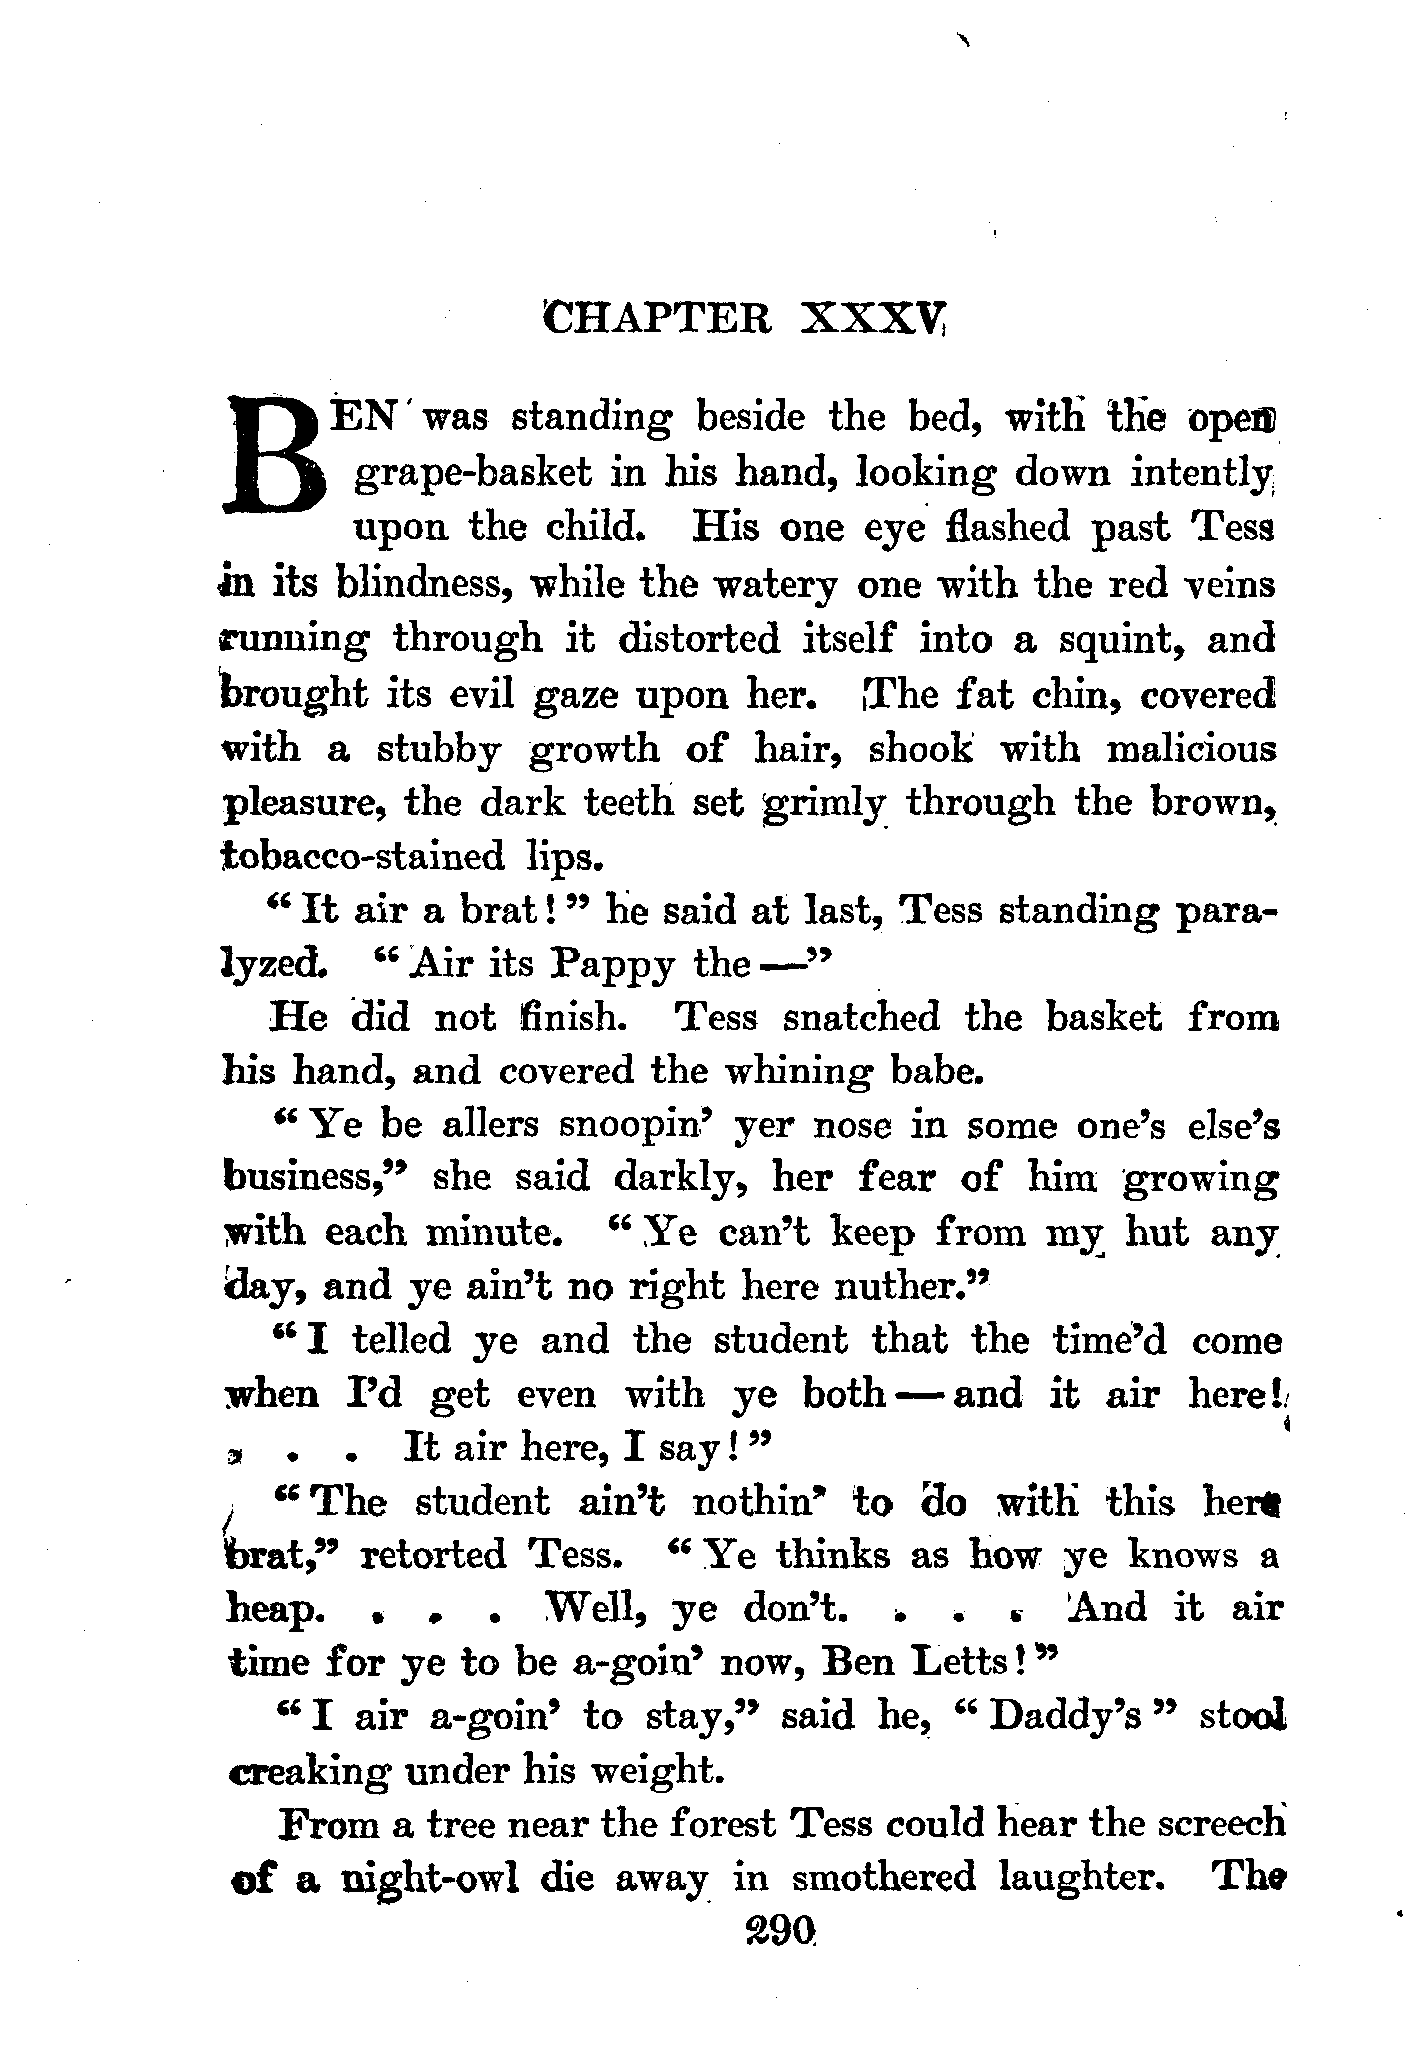 CHAPTER XXXV
BEN was standing beside the bed, with the open
grape-basket in his hand, looking down intently
upon the child. His one eye flashed past Tess
in its blindness, while the watery one with the red veins
running through it distorted itself into a squint, and
brought its evil gaze upon her. The fat chin, covered
with a stubby growth of hair, shook with malicious
pleasure, the dark teeth set grimly through the brown,
tobacco-stained lips.
"It air a brat!" he said at last, Tess standing para-
lyzed. "Air its Pappy the—"
He did not finish. Tess snatched the basket from
his hand, and covered the whining babe.
"Ye be allers snoopin' yer nose in some one's else's
business," she said darkly, her fear of him growing
with each minute. "Ye can't keep from my hut any
day, and ye ain't no right here nuther."
"I telled ye and the student that the time'd come
when I'd get even with ye both—and it air here!
. . . It air here, I say!"
"The student ain't nothin' to do with this here
brat," retorted Tess. "Ye thinks as how ye knows a
heap. . . . Well, ye don't. . . . And it air
time for ye to be a-goin' now, Ben Letts!"
"I air a-goin' to stay," said he, "Daddy's" stool
creaking under his weight.
From a tree near the forest Tess could hear the screech
of a night-owl die away in smothered laughter. The
290